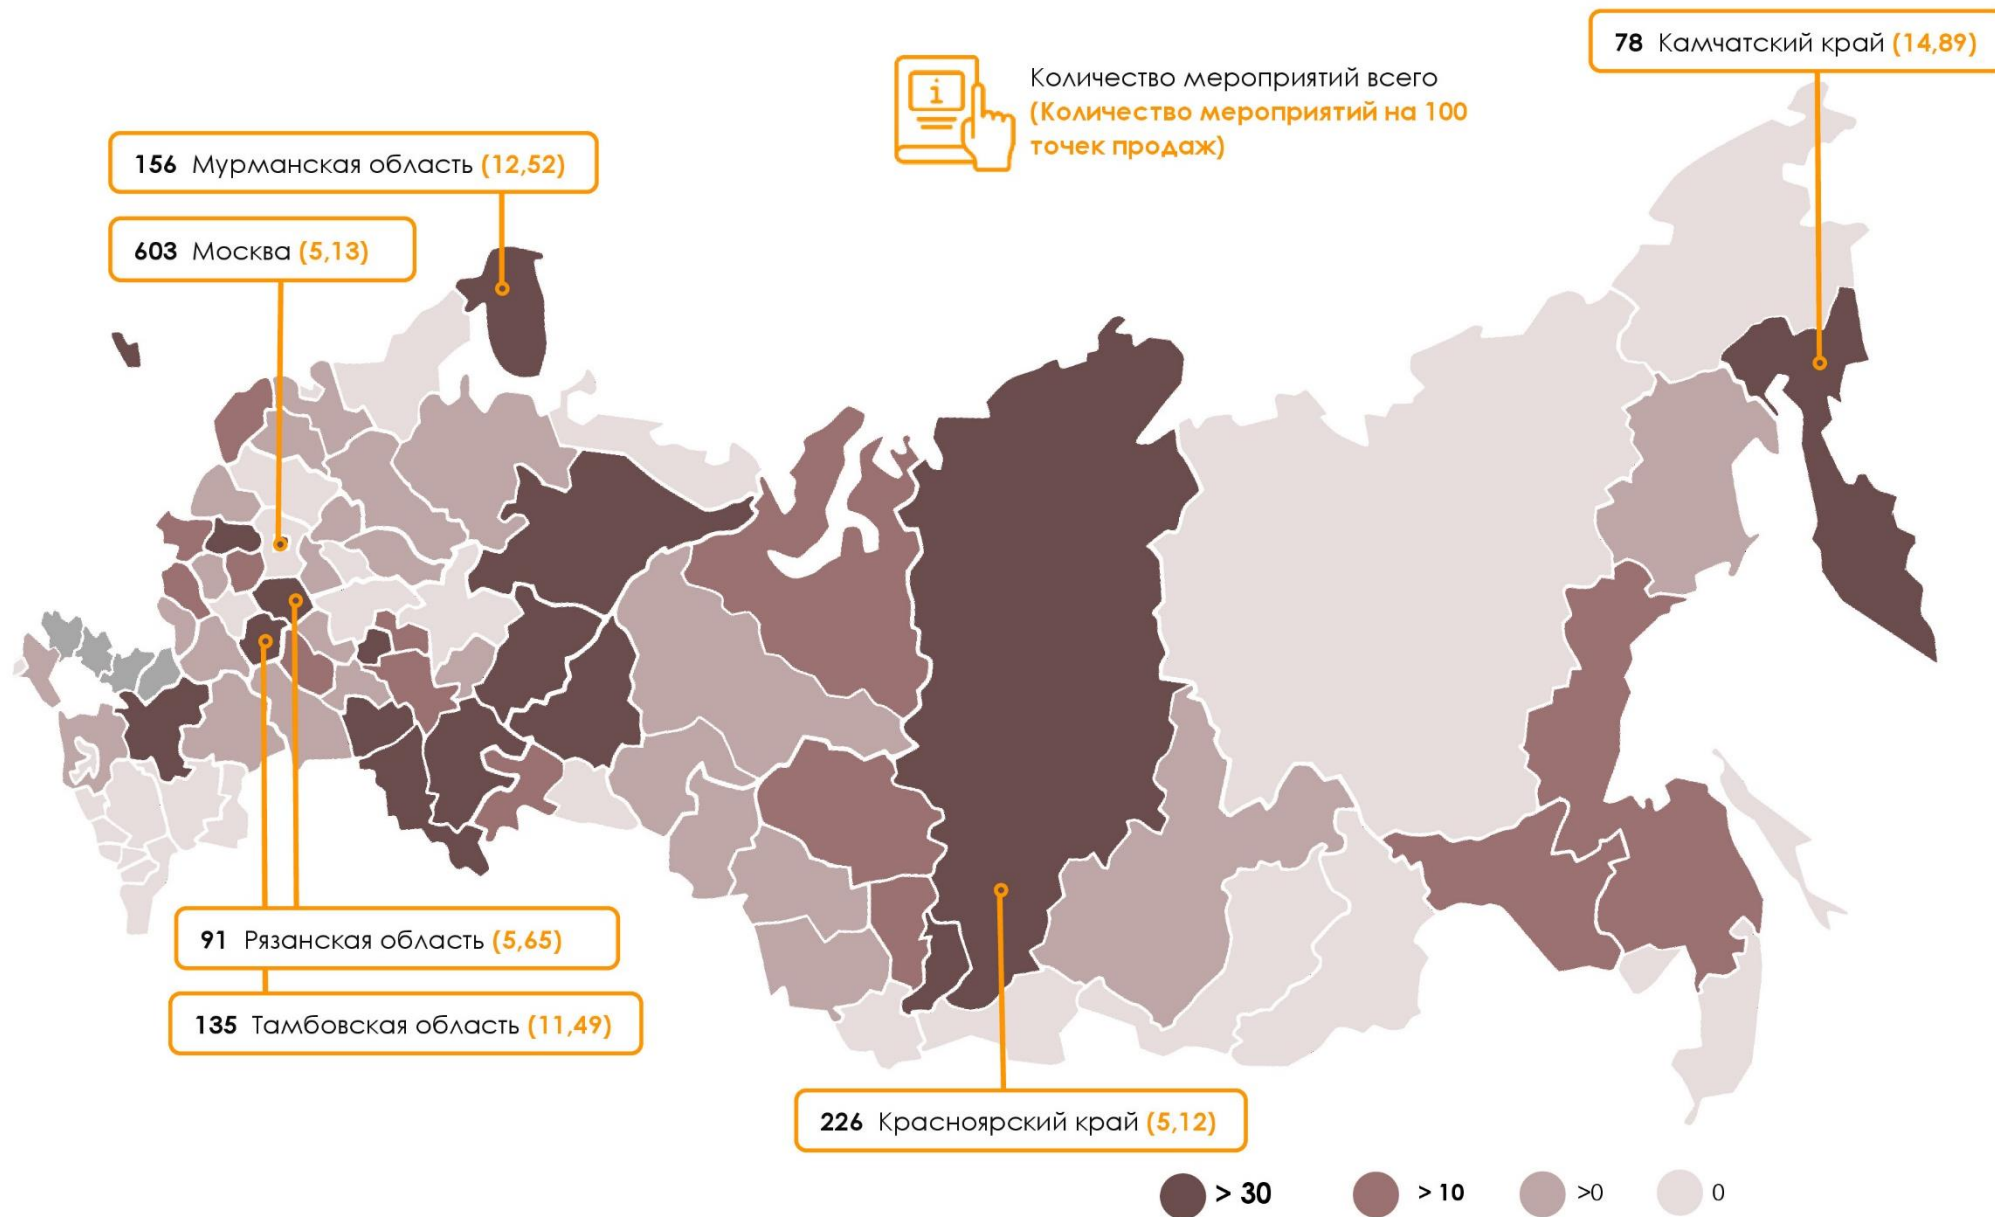 78 Камчатский край (14,89)
Количество мероприятий всего
(Количество мероприятий на 100
точек продаж)
i
156 Мурманская область (12,52)
603 Москва (5,13)
91 Рязанская область (5,65)
135 Тамбовская область (11,49)
226 Красноярский край (5,12)
> 30 > 10 >0 0